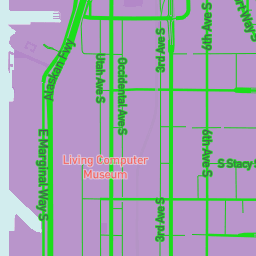 Alaskan Fwy
Utah Ave S
Occidental Ave S
3rd Ave S
6th Ave S
E Marginal Way S
Living Computer
Museum
6th Ave S
S Stacy S
3rd Ave S